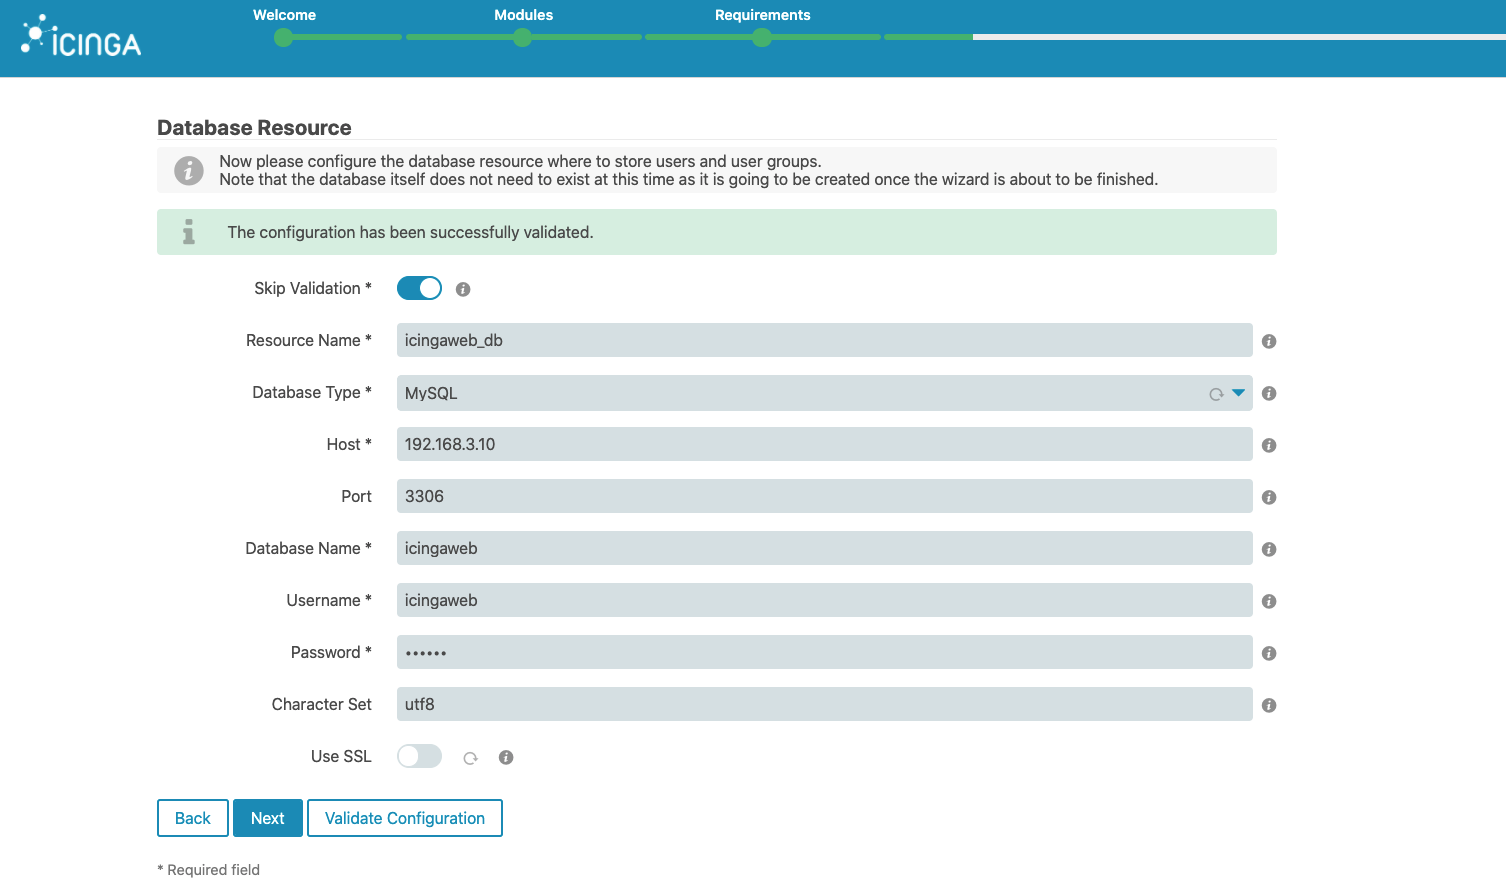 Welcome
Modules
Requirements
ICINGA
Database Resource
Now please configure the database resource where to store users and user groups.
Note that the database itself does not need to exist at this time as it is going to be created once the wizard is about to be finished.
The configuration has been successfully validated.
Skip Validation *
Resource Name *
icingaweb_db
Database Type *
MySQL
Host *
192.168.3.10
Port
3306
Database Name *
icingaweb
Username *
icingaweb
Password *
••••••
Character Set
utf8
Use SSL
Back
Next
Validate Configuration
* Required field